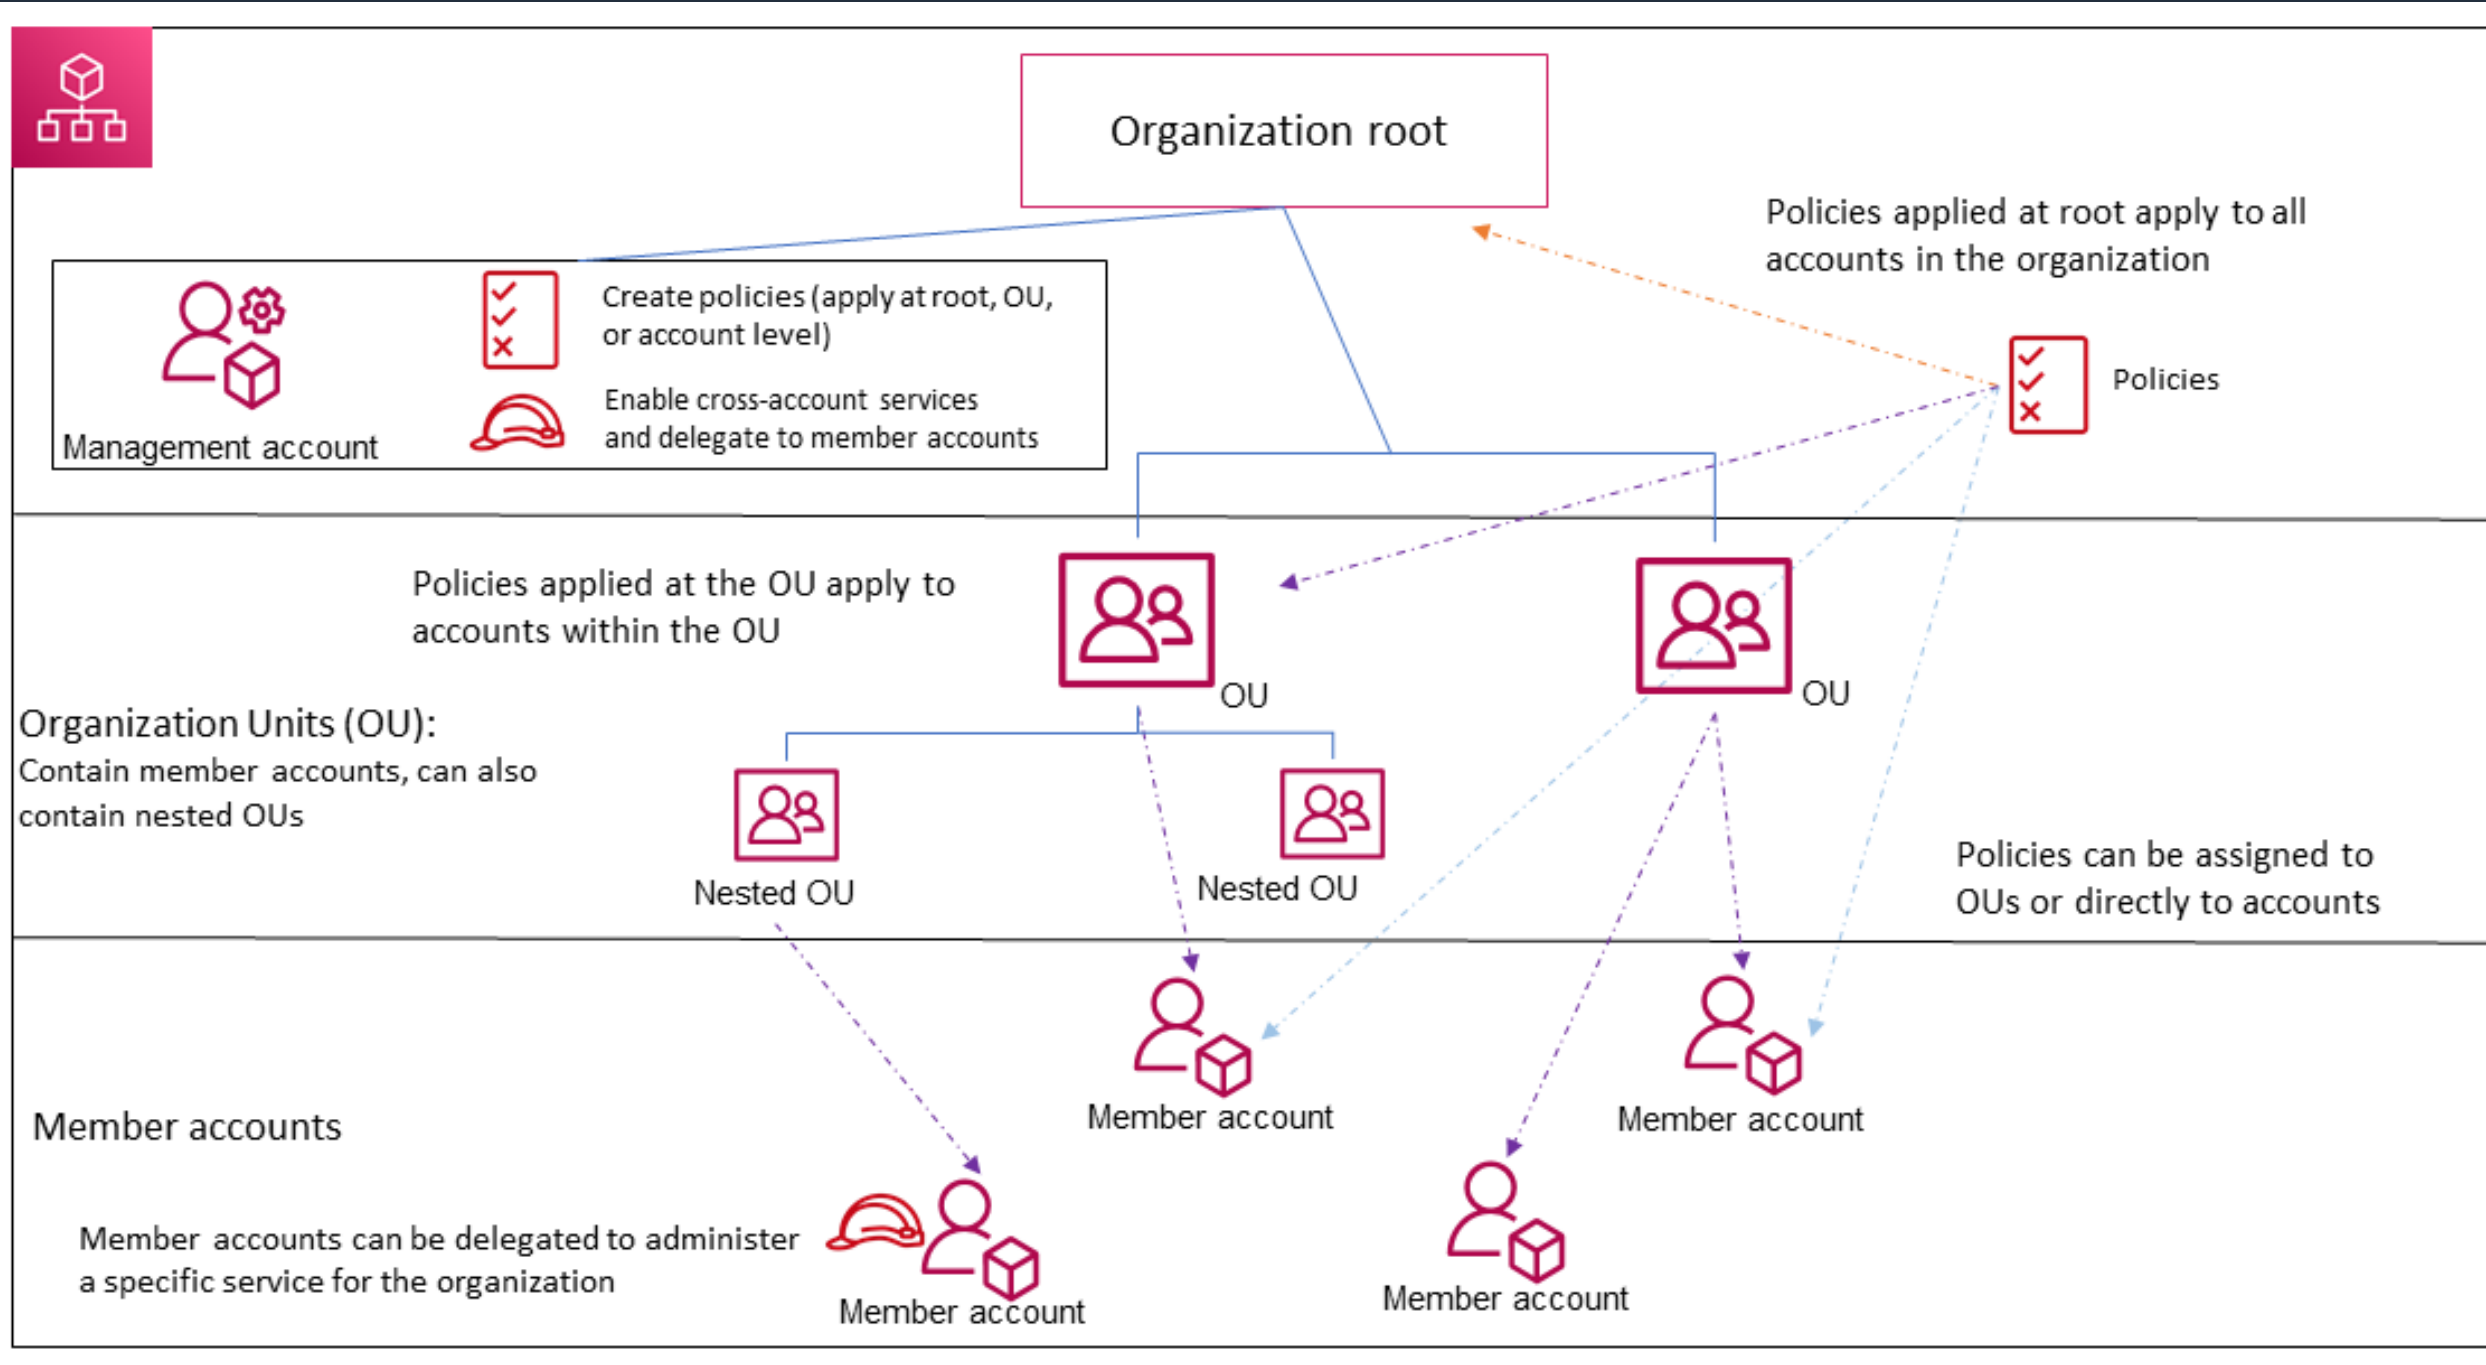 Organization root
Policies applied at root apply to all
accounts in the organization
Create policies (apply at root, OU,
or account level)
Policies
Enable cross-account services
and delegate to member accounts
Management account
Policies applied at the OU apply to
accounts within the OU
OU
OU
Organization Units (OU):
Contain member accounts, can also
contain nested OUs
Nested OU
Nested OU
Policies can be assigned to
OUs or directly to accounts
Member accounts
Member account
Member account
Member accounts can be delegated to administer
a specific service for the organization
Member account
Member account